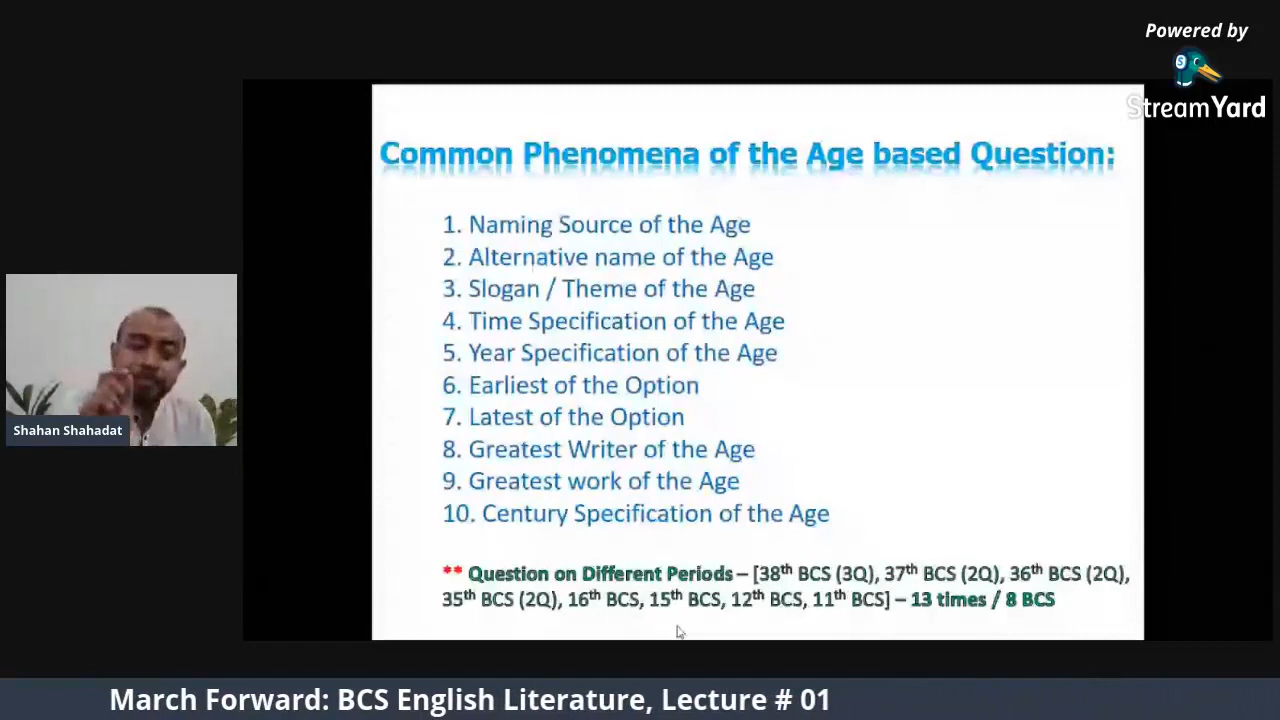 Powered by
StreamYard
Common Phenomena of the Age based Question:
1. Naming Source of the Age
2. Alternative name of the Age
3. Slogan / Theme of the Age
4. Time Specification of the Age
5. Year Specification of the Age
6. Earliest of the Option
7. Latest of the Option
8. Greatest Writer of the Age
9. Greatest work of the Age
10. Century Specification of the Age
** Question on Different Periods – [38th BCS (3Q), 37th BCS (2Q), 36th BCS (2Q),
35th BCS (2Q), 16th BCS, 15th BCS, 12th BCS, 11th BCS] – 13 times / 8 BCS
Shahan Shahadat
March Forward: BCS English Literature, Lecture # 01